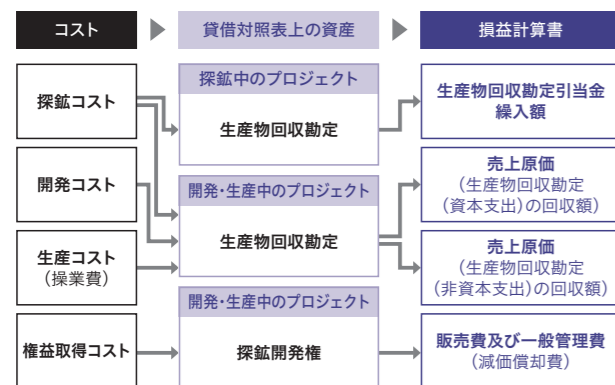 コスト
貸借対照表上の資産
損益計算書
探鉱コスト
開発コスト
生産コスト
(操業費)
権益取得コスト
探鉱中のプロジェクト
生産物回収勘定
開発・生産中のプロジェクト
生産物回収勘定
開発・生産中のプロジェクト
探鉱開発権
生産物回収勘定引当金
繰入額
売上原価
(生産物回収勘定
(資本支出)の回収額)
売上原価
(生産物回収勘定
(非資本支出)の回収額)
販売費及び一般管理費
(減価償却費)